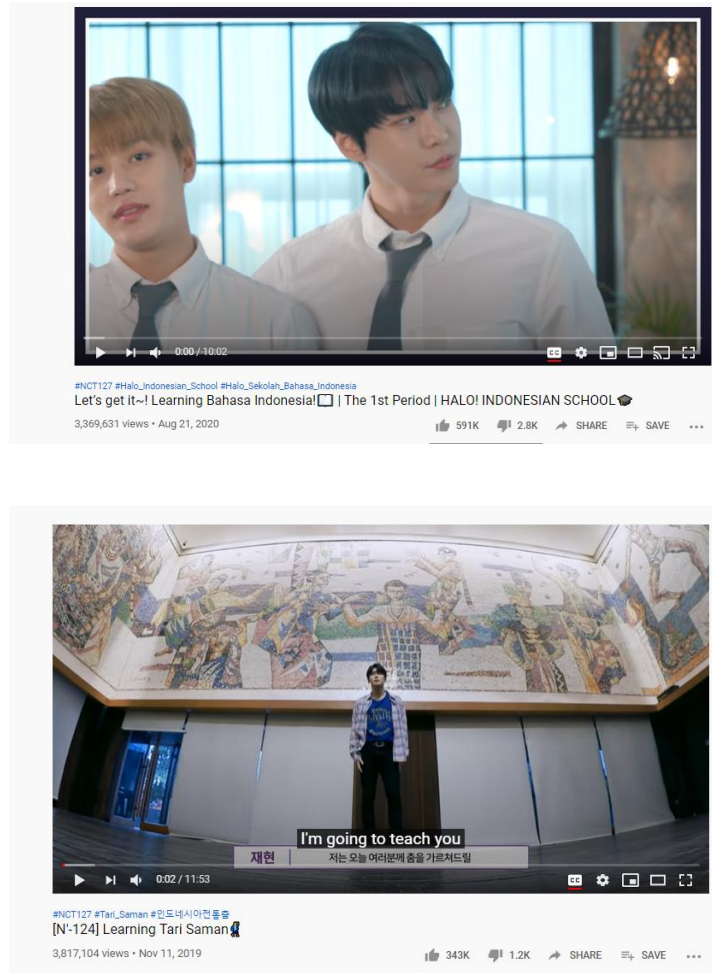 0:00 / 10:02
#NCT127 #Halo_Indonesian_School #Halo_Sekolah_Bahasa_Indonesia
Let's get it~! Learning Bahasa Indonesia!📖 | The 1st Period | HALO! INDONESIAN SCHOOL🎓
3,369,631 views • Aug 21, 2020
591K 2.8K SHARE SAVE
I'm going to teach you
재현 저는 오늘 여러분께 춤을 가르쳐드릴
0:02 / 11:53
#NCT127 #Tari_Saman #인도네시아전통춤
[N'-124] Learning Tari Saman
3,817,104 views • Nov 11, 2019
343K 1.2K SHARE SAVE